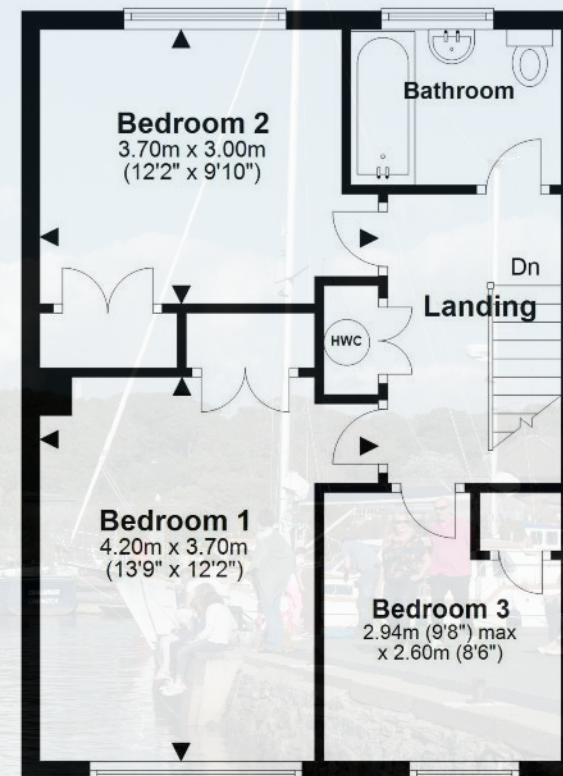 Bedroom 2
3.70m x 3.00m
(12'2" x 9'10")
Bathroom
Dn
Landing
HWC
Bedroom 1
4.20m x 3.70m
(13'9" x 12'2")
Bedroom 3
2.94m (9'8") max
x 2.60m (8'6")